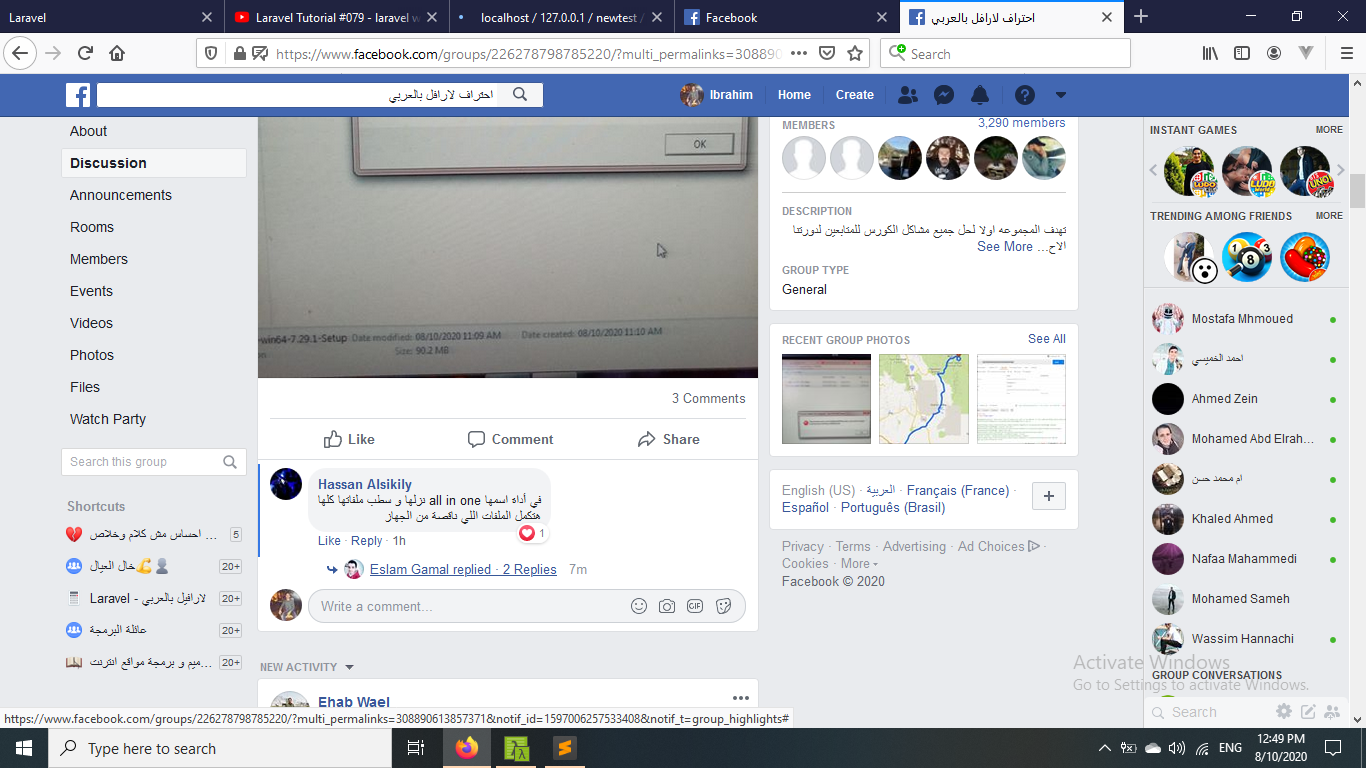 Laravel
Laravel Tutorial #079 - laravel w
localhost / 127.0.0.1 / newtest /
Facebook
احتراف لارافل بالعربي
https://www.facebook.com/groups/226278798785220/?multi_permalinks=30889
Search
احتراف لاراقل بالعربي
Ibrahim
Home
Create
About
Discussion
Announcements
Rooms
Members
Events
Videos
Photos
Files
Watch Party
Search this group
Shortcuts
احساس مش كلام وخلاص ...
5
خال العيال
20+
Laravel - لارافيل بالعربي
20+
عائلة البرمجة
20+
...ميم و برمجة مواقع انترنت
20+
OK
-win64-7.29.1-Setup Date modified: 08/10/2020 11:09 AM Date created: 08/10/2020 11:10 AM
Size: 90.2 MB
3 Comments
Like
Comment
Share
Hassan Alsikily
في أداه اسمها all in one نزلها و سطب ملفاتها كلها
هتكمل الملفات اللي ناقصة من الجهاز
1
Like · Reply · 1h
Eslam Gamal replied · 2 Replies 7m
Write a comment...
GIF
NEW ACTIVITY
Ehab Wael
MEMBERS
3,290 members
DESCRIPTION
تهدف المجموعه اولا لحل جميع مشاكل الكورس للمتابعين لدورتنا
الاح... See More
GROUP TYPE
General
RECENT GROUP PHOTOS
See All
English (US) · العربية · Français (France) ·
Español · Português (Brasil)
Privacy · Terms · Advertising · Ad Choices ·
Cookies · More
Facebook © 2020
INSTANT GAMES
MORE
LUDO
LUDO
UNO
TRENDING AMONG FRIENDS
MORE
1 8 3
Mostafa Mhmoued
احمد الخميسي
Ahmed Zein
Mohamed Abd Elrah...
ام محمد حسن
Khaled Ahmed
Nafaa Mahammedi
Mohamed Sameh
Wassim Hannachi
GROUP CONVERSATIONS
Search
Activate Windows
Go to Settings to activate Windows.
https://www.facebook.com/groups/226278798785220/?multi_permalinks=308890613857371&notif_id=1597006257533408&notif_t=group_highlights#
Type here to search
ENG
12:49 PM
8/10/2020